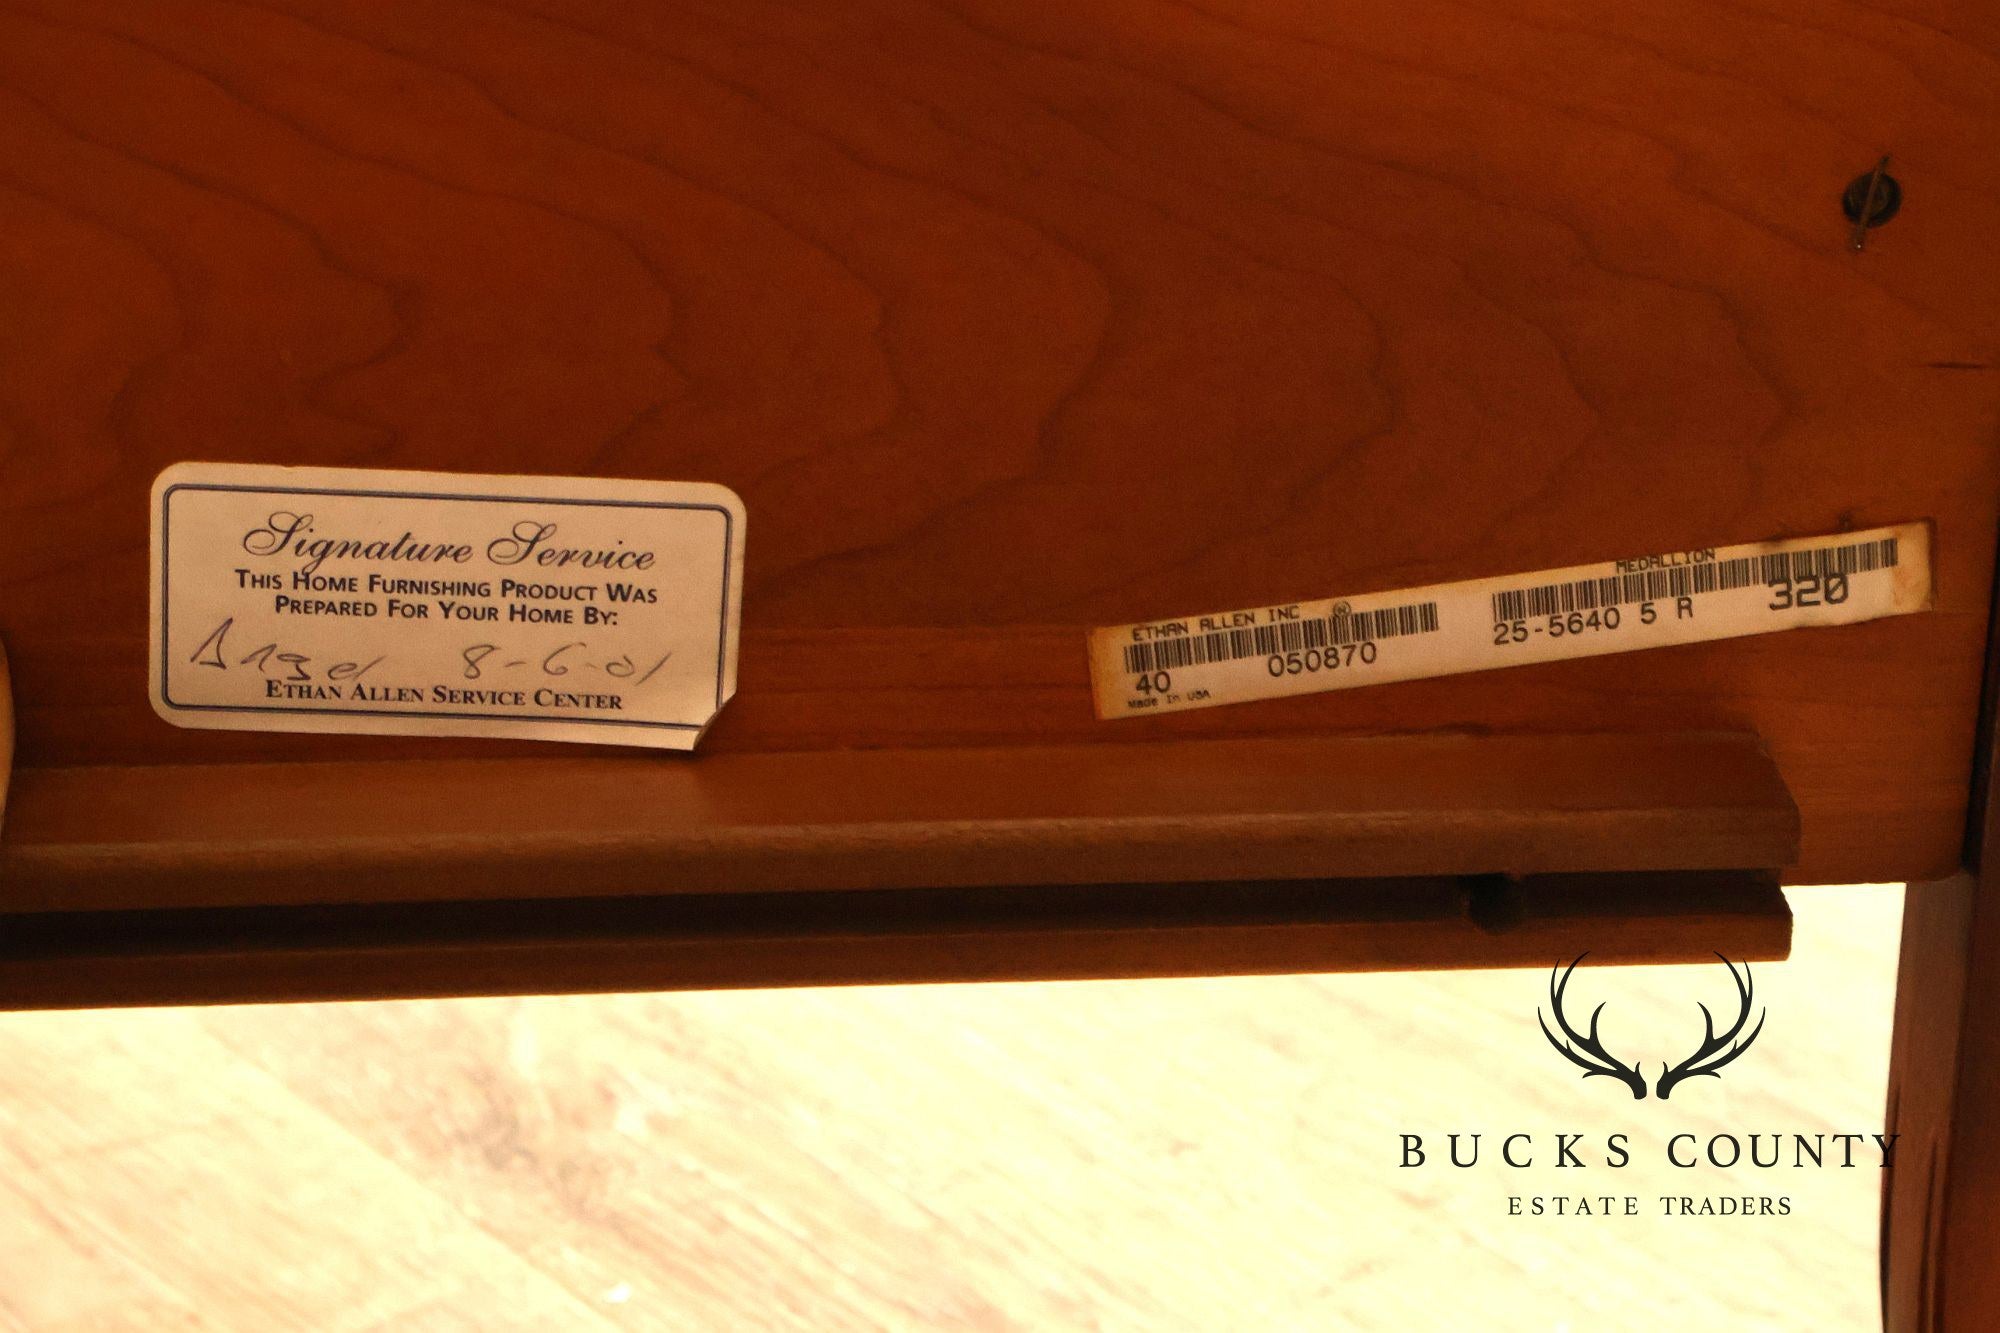 Signature Service
THIS HOME FURNISHING PRODUCT WAS
PREPARED FOR YOUR HOME BY:
Angel 8-6-01
ETHAN ALLEN SERVICE CENTER
ETHAN ALLEN INC
40 050870
Made In USA
MEDALLION
25-5640 5 R 320
BUCKS COUNTY
ESTATE TRADERS